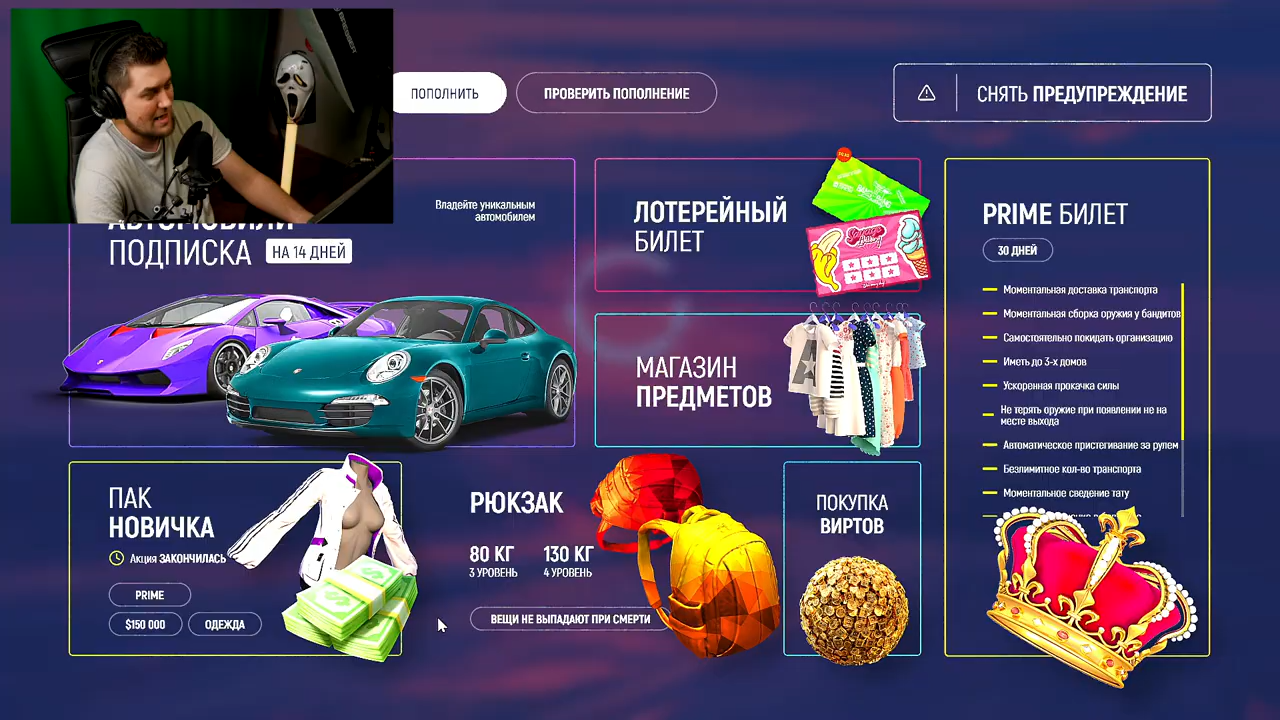 ПОПОЛНИТЬ
ПРОВЕРИТЬ ПОПОЛНЕНИЕ
СНЯТЬ ПРЕДУПРЕЖДЕНИЕ
АВТОМОБИЛИ
ПОДПИСКА НА 14 ДНЕЙ
Владейте уникальным
автомобилем
ЛОТЕРЕЙНЫЙ
БИЛЕТ
МАГАЗИН
ПРЕДМЕТОВ
PRIME БИЛЕТ
30 ДНЕЙ
Моментальная доставка транспорта
Моментальная сборка оружия у бандитов
Самостоятельно покидать организацию
Иметь до 3-х домов
Ускоренная прокачка силы
Не терять оружие при появлении не на
месте выхода
Автоматическое пристегивание за рулем
Безлимитное кол-во транспорта
Моментальное сведение тату
ПАК
НОВИЧКА
Акция ЗАКОНЧИЛАСЬ
PRIME
$150 000
ОДЕЖДА
РЮКЗАК
80 КГ
3 УРОВЕНЬ
130 КГ
4 УРОВЕНЬ
ВЕЩИ НЕ ВЫПАДАЮТ ПРИ СМЕРТИ
ПОКУПКА
ВИРТОВ